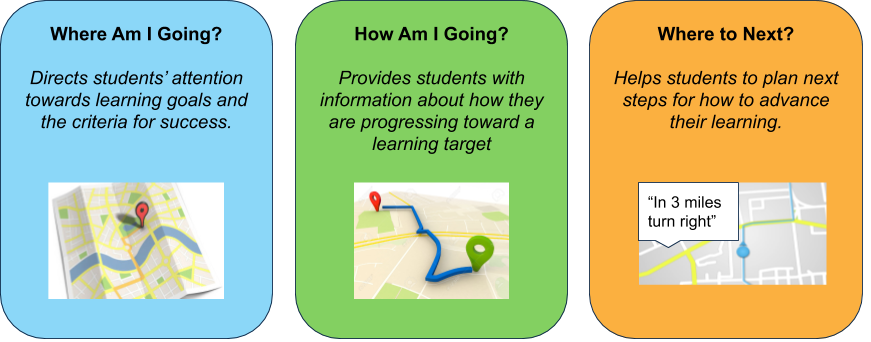 Where Am I Going?
Directs students’ attention
towards learning goals and
the criteria for success.
How Am I Going?
Provides students with
information about how they
are progressing toward a
learning target
Where to Next?
Helps students to plan next
steps for how to advance
their learning.
“In 3 miles
turn right”